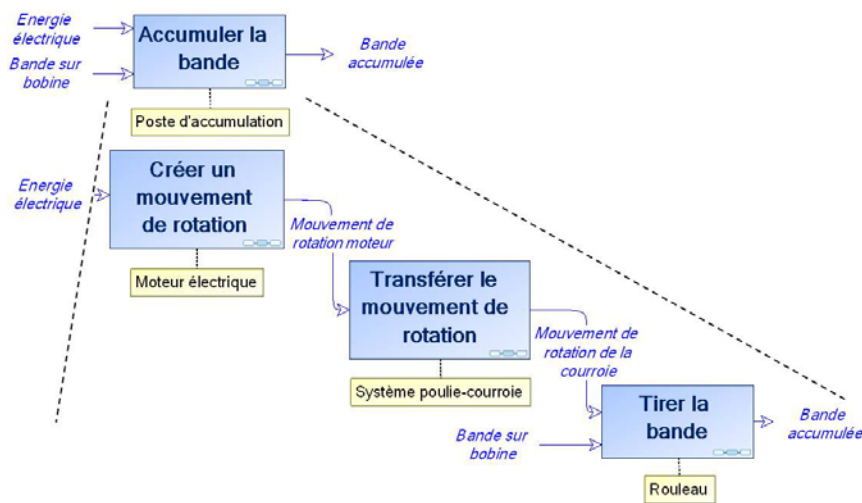 Energie
électrique
Bande sur
bobine
Accumuler la
bande
Bande
accumulée
Poste d'accumulation
Energie
électrique
Créer un
mouvement
de rotation
Mouvement de
rotation moteur
Moteur électrique
Transférer le
mouvement de
rotation
Mouvement de
rotation de la
courroie
Système poulie-courroie
Bande sur
bobine
Tirer la
bande
Bande
accumulée
Rouleau